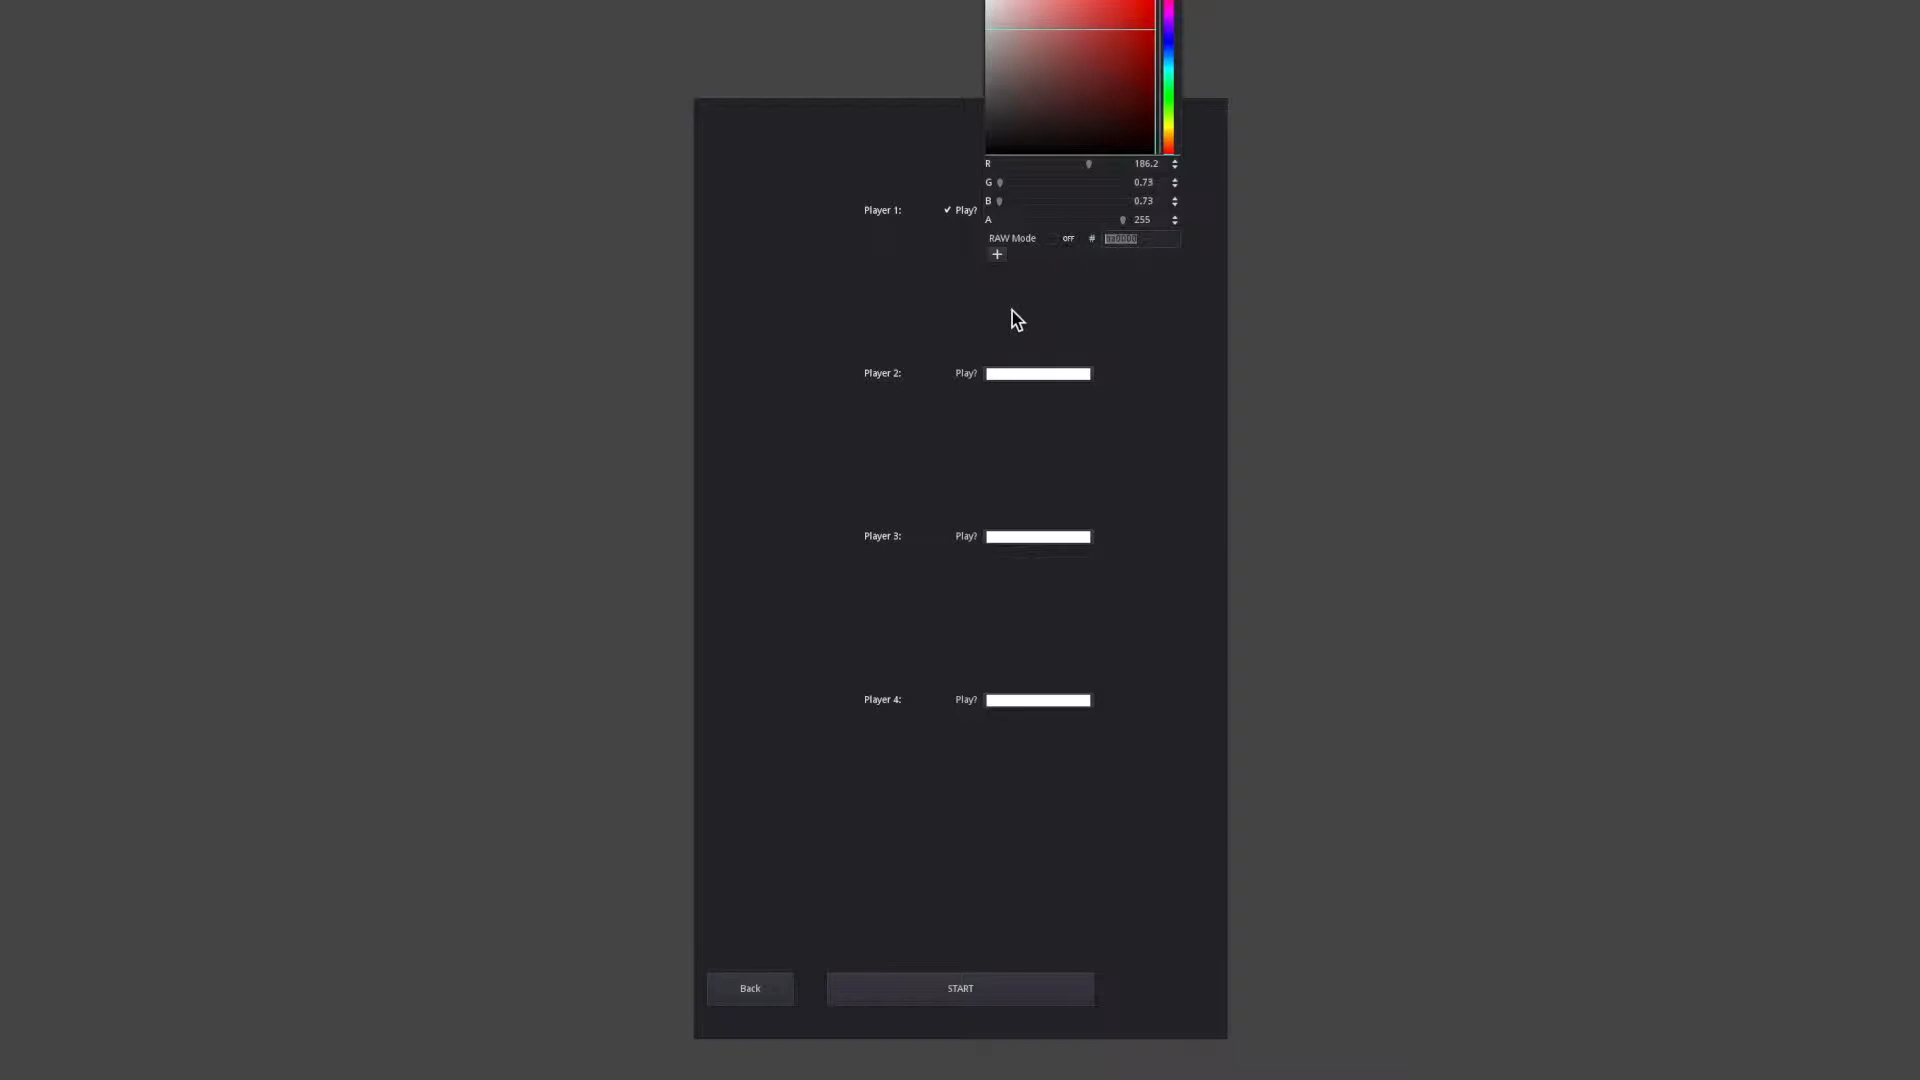 R 186.2
G 0.73
B 0.73
Player 1: ✓ Play?
A 255
RAW Mode OFF #
+
Player 2: Play?
Player 3: Play?
Player 4: Play?
Back START